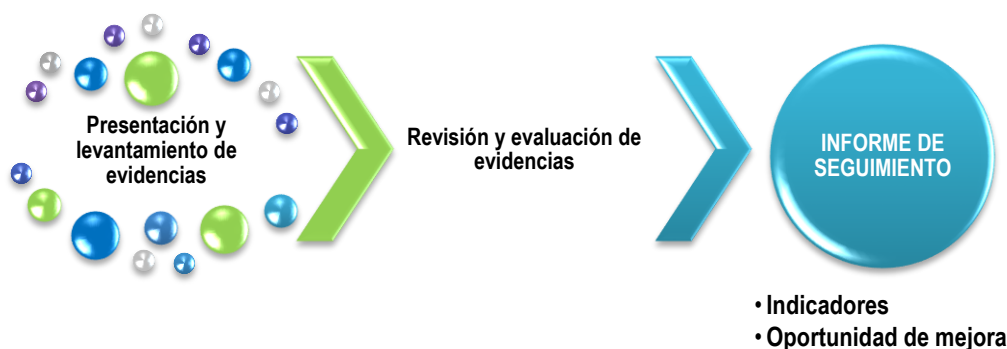 Presentación y
levantamiento de
evidencias
Revisión y evaluación de
evidencias
INFORME DE
SEGUIMIENTO
• Indicadores
• Oportunidad de mejora